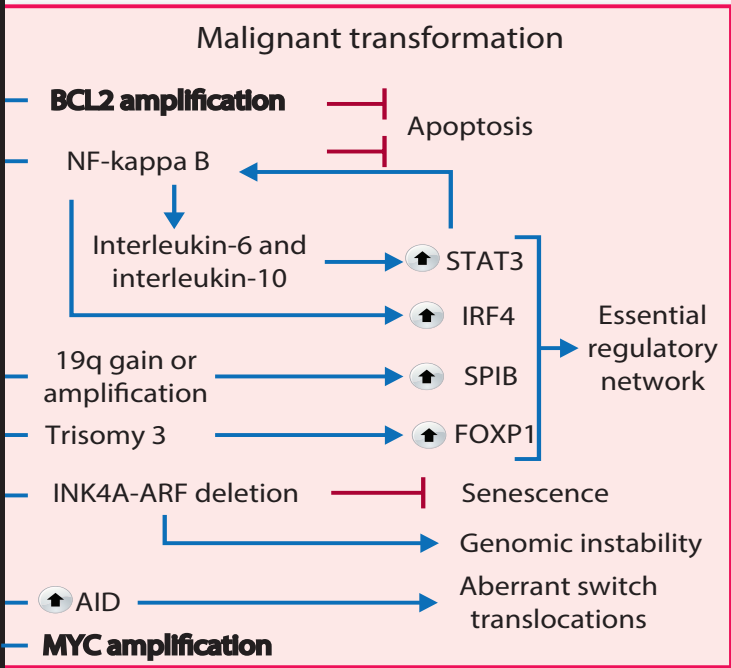 Malignant transformation
BCL2 amplification
Apoptosis
NF-kappa B
Interleukin-6 and
interleukin-10
STAT3
IRF4
Essential
regulatory
network
19q gain or
amplification
SPIB
Trisomy 3
FOXP1
INK4A-ARF deletion
Senescence
Genomic instability
AID
Aberrant switch
translocations
MYC amplification